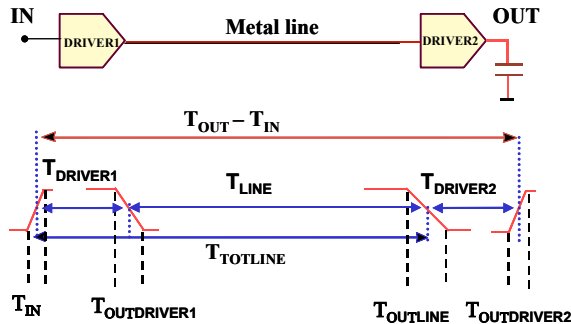 IN
OUT
Metal line
DRIVER1
DRIVER2
TOUT – TIN
TDRIVER1
TLINE
TDRIVER2
TTOTLINE
TIN
TOUTDRIVER1
TOUTLINE
TOUTDRIVER2